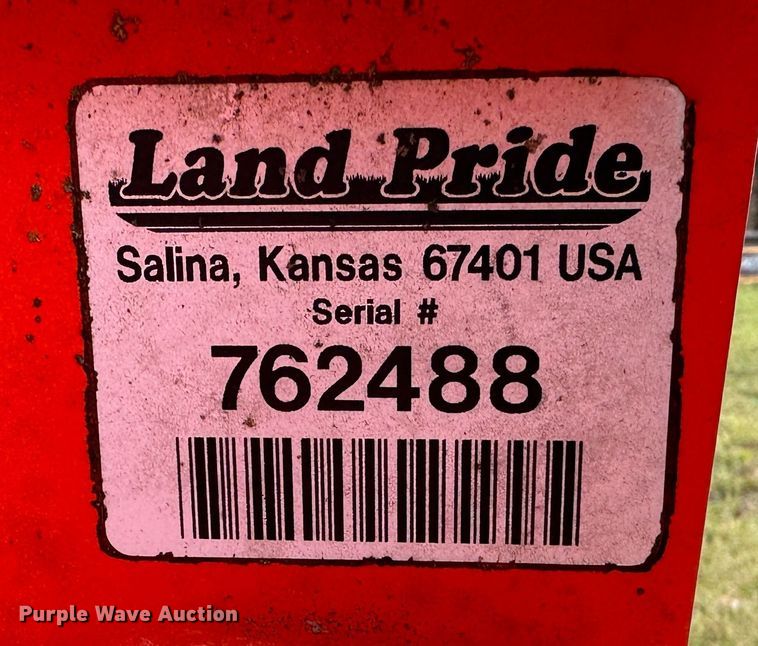 Land Pride
Salina, Kansas 67401 USA
Serial #
762488
Purple Wave Auction